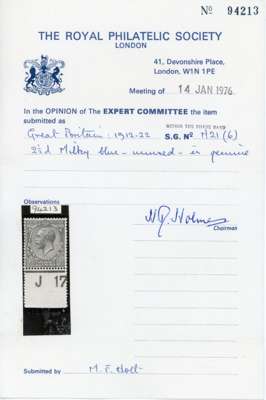 No 94213
THE ROYAL PHILATELIC SOCIETY
LONDON
41, Devonshire Place,
London, W1N 1PE
Meeting of 14 JAN 1976
In the OPINION of The EXPERT COMMITTEE the item
submitted as
Great Britain: 1912-22 S.G. No N21 (6)
2½d Milky blue - unused - is genuine
Observations
94213
Chairman
J 17
Submitted by M. F. Holt